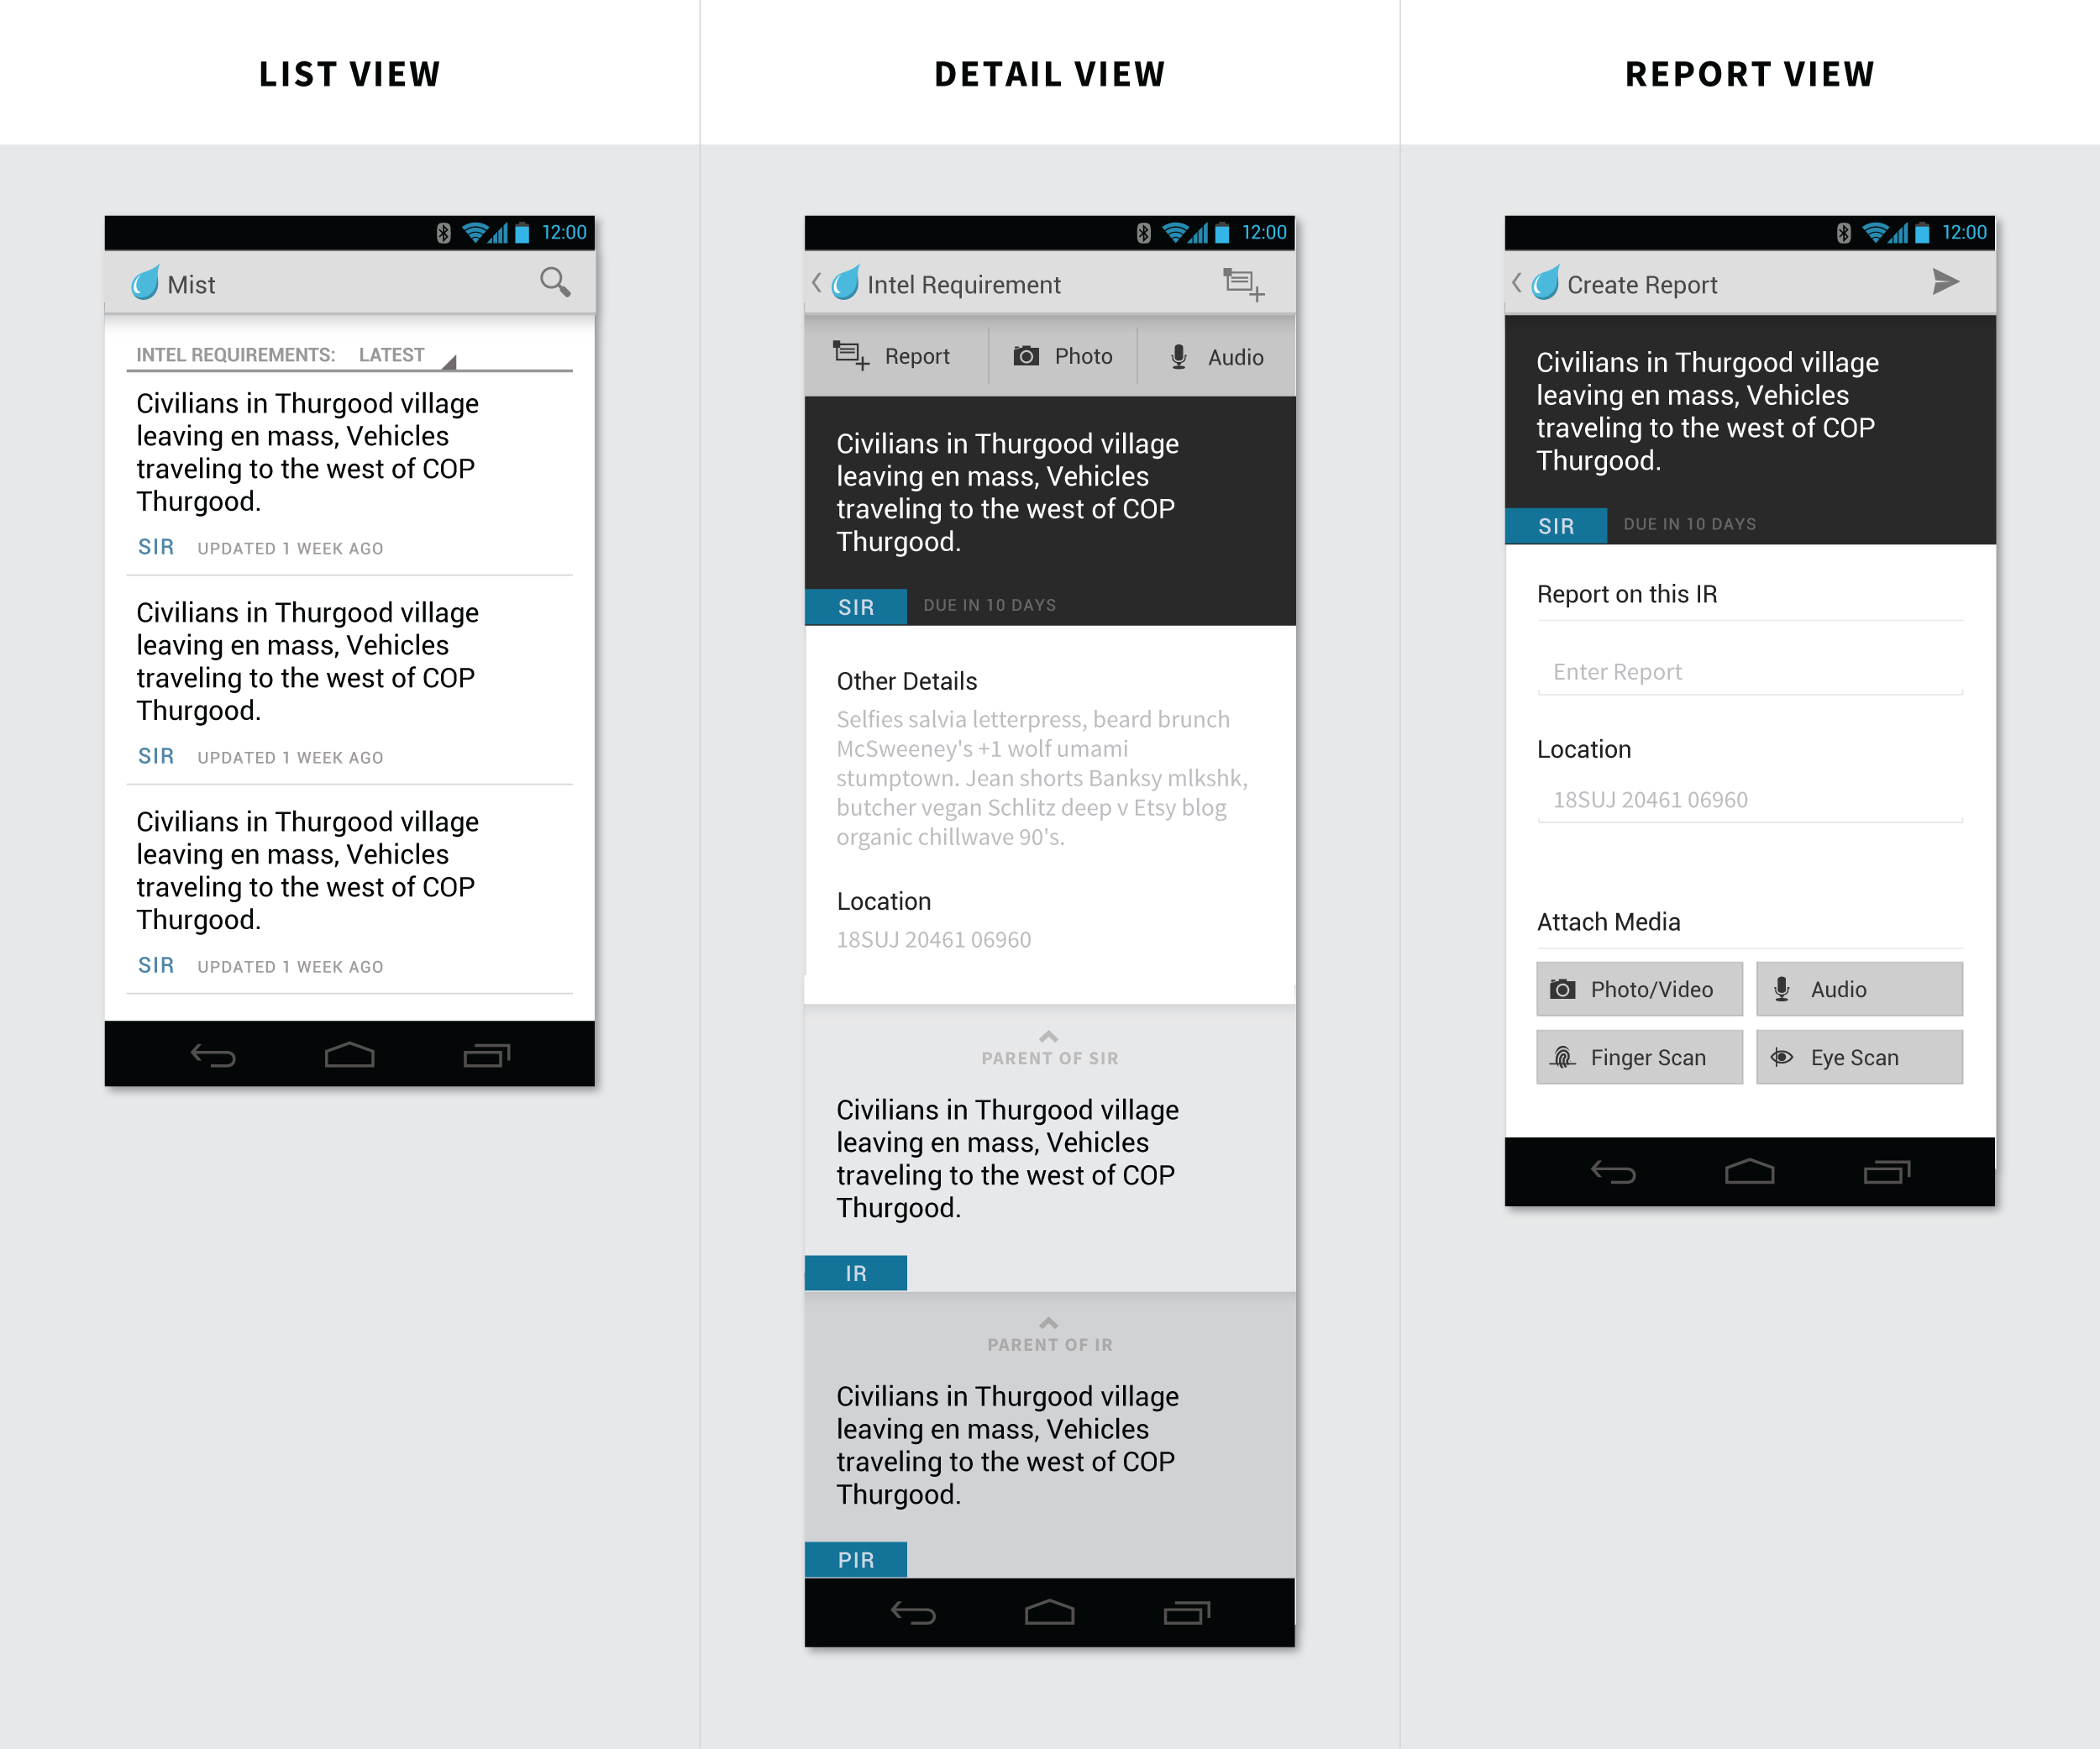 LIST VIEW
12:00
Mist
INTEL REQUIREMENTS: LATEST
Civilians in Thurgood village
leaving en mass, Vehicles
traveling to the west of COP
Thurgood.
SIR UPDATED 1 WEEK AGO
Civilians in Thurgood village
leaving en mass, Vehicles
traveling to the west of COP
Thurgood.
SIR UPDATED 1 WEEK AGO
Civilians in Thurgood village
leaving en mass, Vehicles
traveling to the west of COP
Thurgood.
SIR UPDATED 1 WEEK AGO
DETAIL VIEW
12:00
Intel Requirement
Report Photo Audio
Civilians in Thurgood village
leaving en mass, Vehicles
traveling to the west of COP
Thurgood.
SIR DUE IN 10 DAYS
Other Details
Selfies salvia letterpress, beard brunch
McSweeney's +1 wolf umami
stumptown. Jean shorts Banksy mlkshk,
butcher vegan Schlitz deep v Etsy blog
organic chillwave 90's.
Location
18SUJ 20461 06960
PARENT OF SIR
Civilians in Thurgood village
leaving en mass, Vehicles
traveling to the west of COP
Thurgood.
IR
PARENT OF IR
Civilians in Thurgood village
leaving en mass, Vehicles
traveling to the west of COP
Thurgood.
PIR
REPORT VIEW
12:00
Create Report
Civilians in Thurgood village
leaving en mass, Vehicles
traveling to the west of COP
Thurgood.
SIR DUE IN 10 DAYS
Report on this IR
Enter Report
Location
18SUJ 20461 06960
Attach Media
Photo/Video Audio
Finger Scan Eye Scan